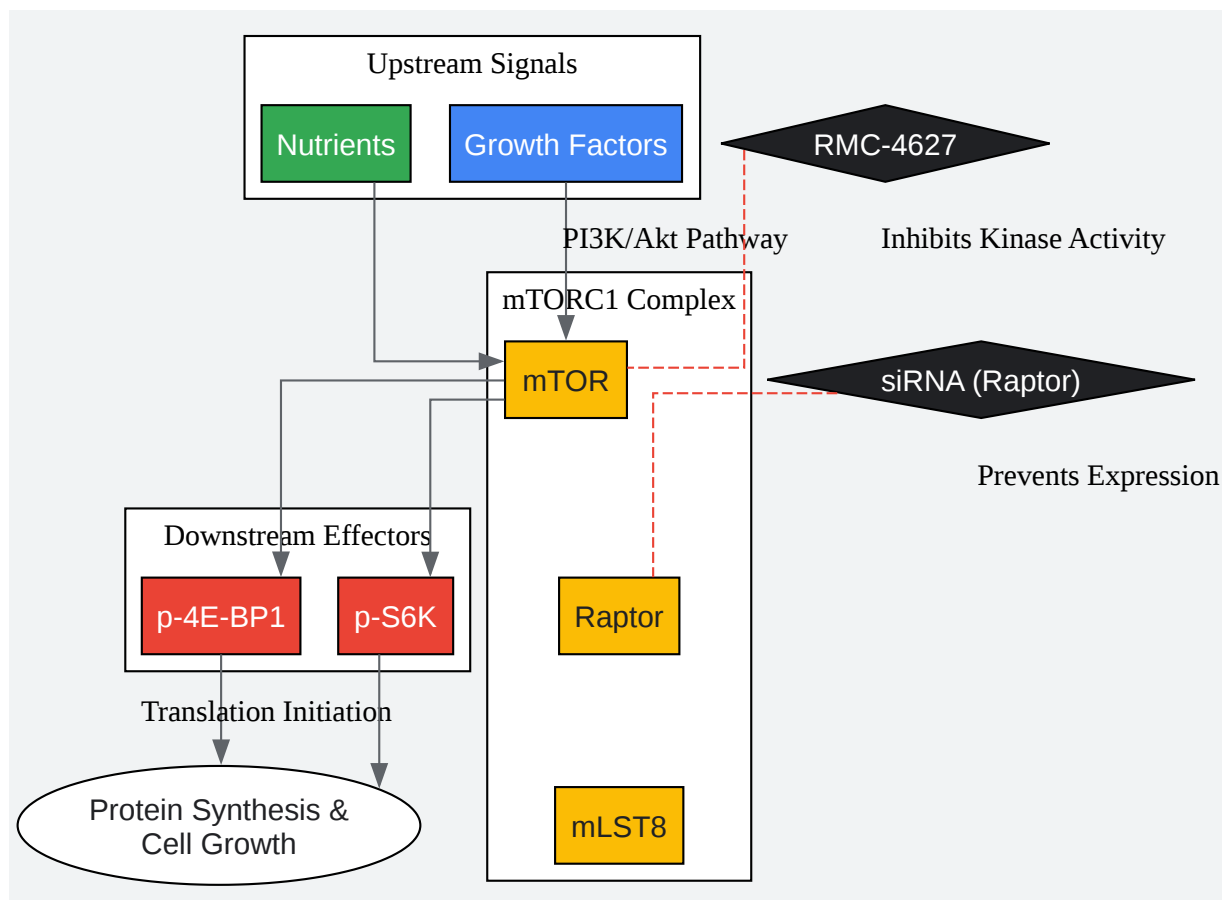 Upstream Signals
Nutrients
Growth Factors
RMC-4627
PI3K/Akt Pathway
Inhibits Kinase Activity
mTORC1 Complex
mTOR
siRNA (Raptor)
Prevents Expression
Downstream Effectors
p-4E-BP1
p-S6K
Raptor
Translation Initiation
Protein Synthesis &
Cell Growth
mLST8